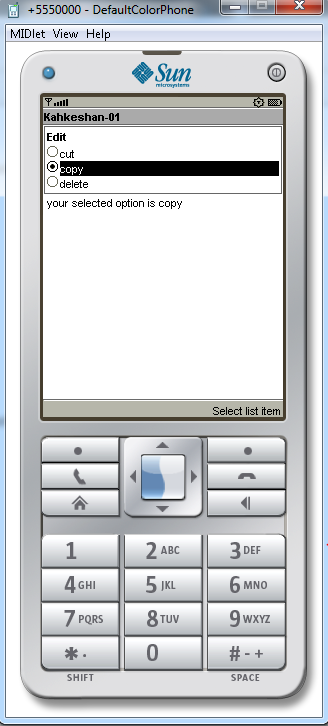 +5550000 - DefaultColorPhone
MIDlet View Help
Sun
microsystems
Kahkeshan-01
Edit
cut
copy
delete
your selected option is copy
Select list item
1 2 ABC 3 DEF
4 GHI 5 JKL 6 MNO
7 PQRS 8 TUV 9 WXYZ
* . 0 # - +
SHIFT SPACE